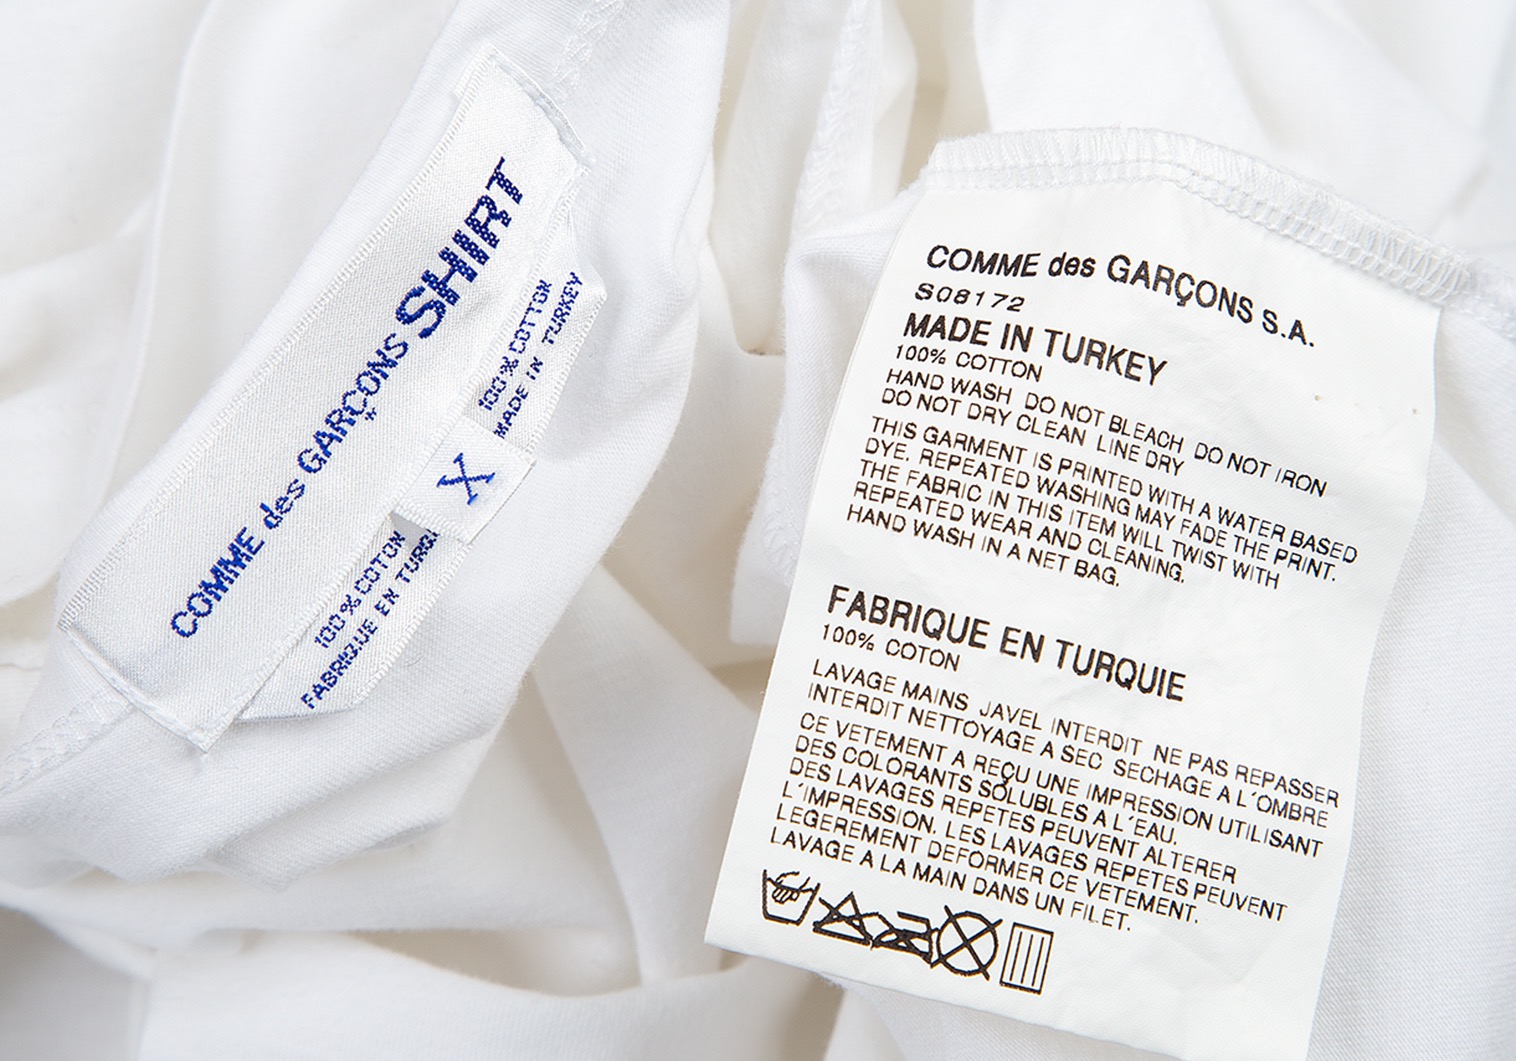 COMME des GARÇONS SHIRT
100% COTTON
MADE IN TURKEY
X
100% COTON
FABRIQUE EN TURQ
COMME des GARÇONS S.A.
S08172
MADE IN TURKEY
100% COTTON
HAND WASH DO NOT BLEACH DO NOT IRON
DO NOT DRY CLEAN LINE DRY
THIS GARMENT IS PRINTED WITH A WATER BASED
DYE. REPEATED WASHING MAY FADE THE PRINT.
THE FABRIC IN THIS ITEM WILL TWIST WITH
REPEATED WEAR AND CLEANING.
HAND WASH IN A NET BAG.
FABRIQUE EN TURQUIE
100% COTON
LAVAGE MAINS JAVEL INTERDIT NE PAS REPASSER
INTERDIT NETTOYAGE A SEC SECHAGE A L´OMBRE
CE VETEMENT A REÇU UNE IMPRESSION UTILISANT
DES COLORANTS SOLUBLES A L´EAU.
DES LAVAGES REPETES PEUVENT ALTERER
L´IMPRESSION. LES LAVAGES REPETES PEUVENT
LEGEREMENT DEFORMER CE VETEMENT.
LAVAGE A LA MAIN DANS UN FILET.